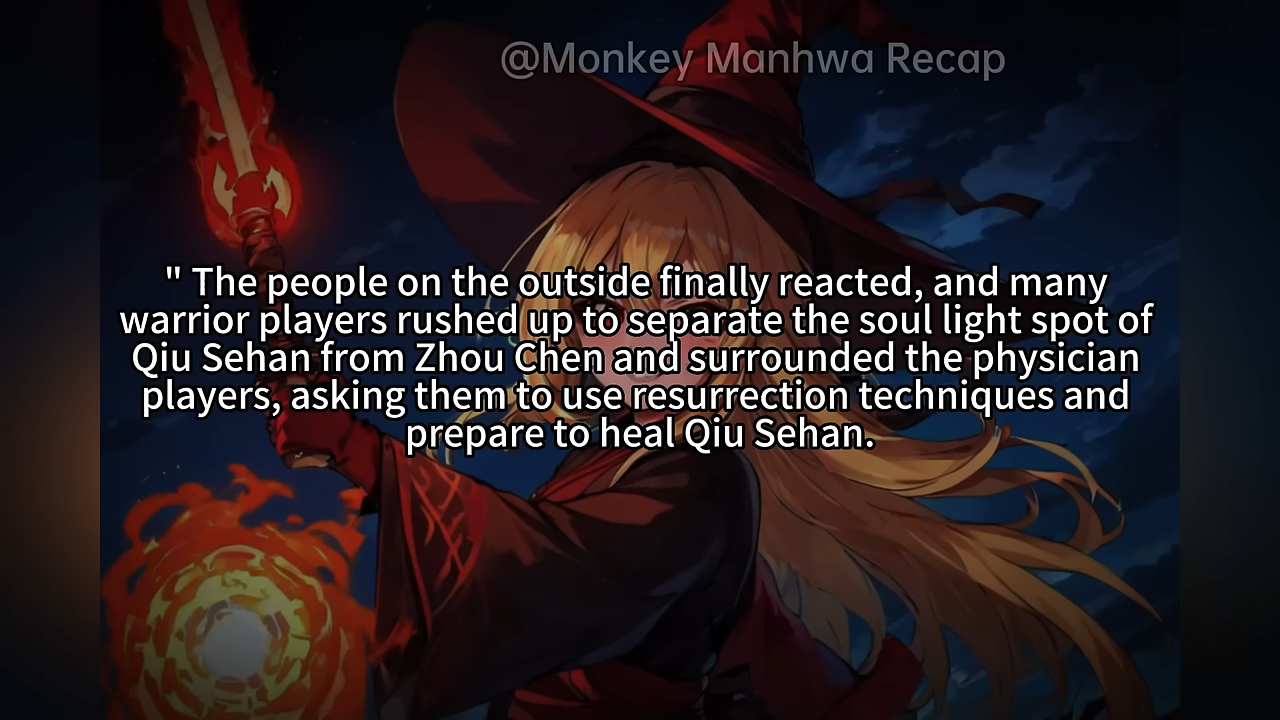 @Monkey Manhwa Recap
" The people on the outside finally reacted, and many
warrior players rushed up to separate the soul light spot of
Qiu Sehan from Zhou Chen and surrounded the physician
players, asking them to use resurrection techniques and
prepare to heal Qiu Sehan.